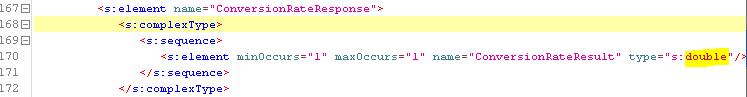 167 <s:element name="ConversionRateResponse">
168 <s:complexType>
169 <s:sequence>
170 <s:element minOccurs="1" maxOccurs="1" name="ConversionRateResult" type="s:double"/>
171 </s:sequence>
172 </s:complexType>